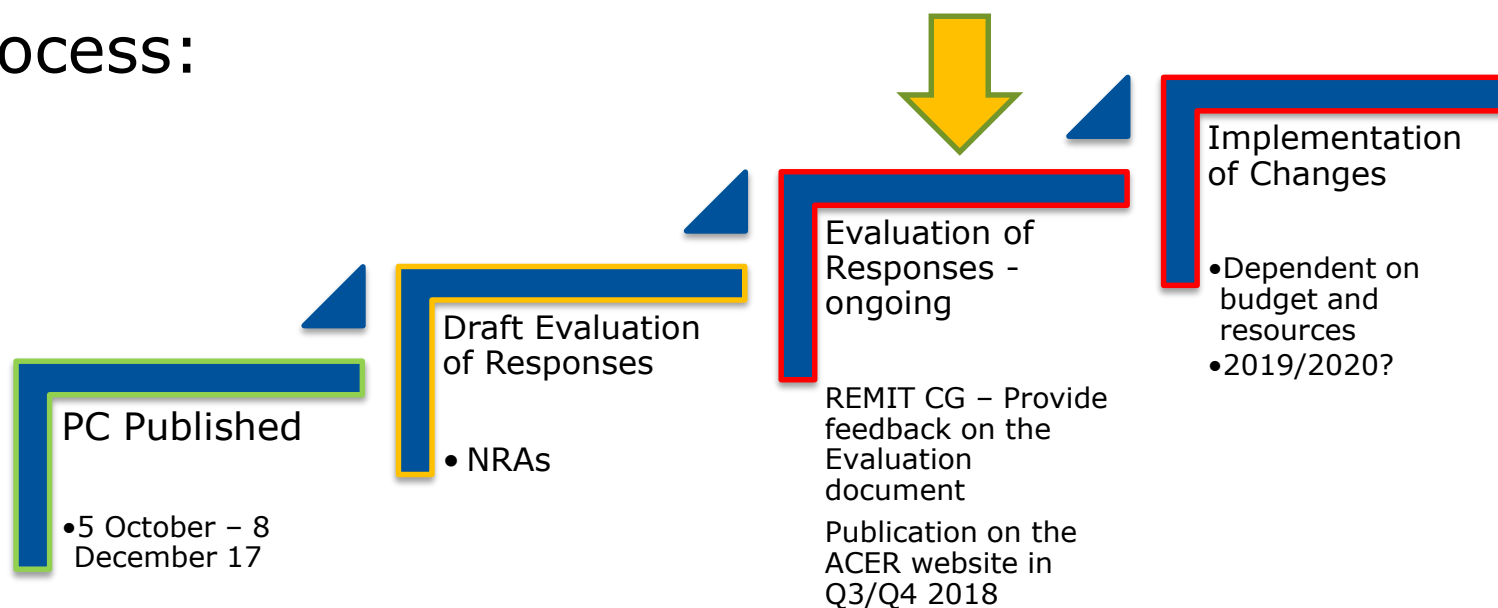 ocess:
PC Published
•5 October – 8
December 17
Draft Evaluation
of Responses
• NRAs
Evaluation of
Responses -
ongoing
REMIT CG – Provide
feedback on the
Evaluation
document
Publication on the
ACER website in
Q3/Q4 2018
Implementation
of Changes
•Dependent on
budget and
resources
•2019/2020?